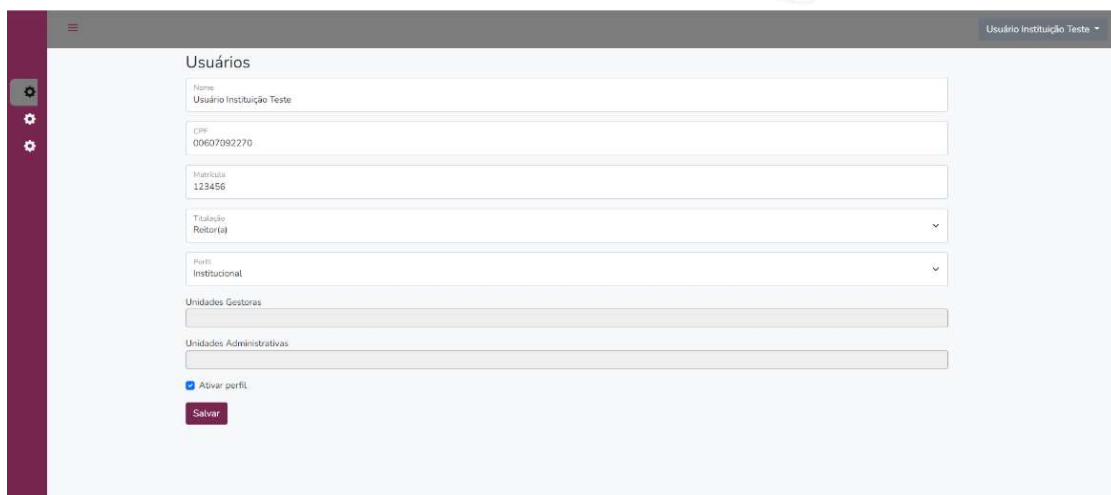 Usuário Instituição Teste
Usuários
Nome
Usuário Instituição Teste
CPF
00607092270
Matrícula
123456
Titulação
Reitor(a)
Perfil
Institucional
Unidades Gestoras
Unidades Administrativas
Ativar perfil
Salvar